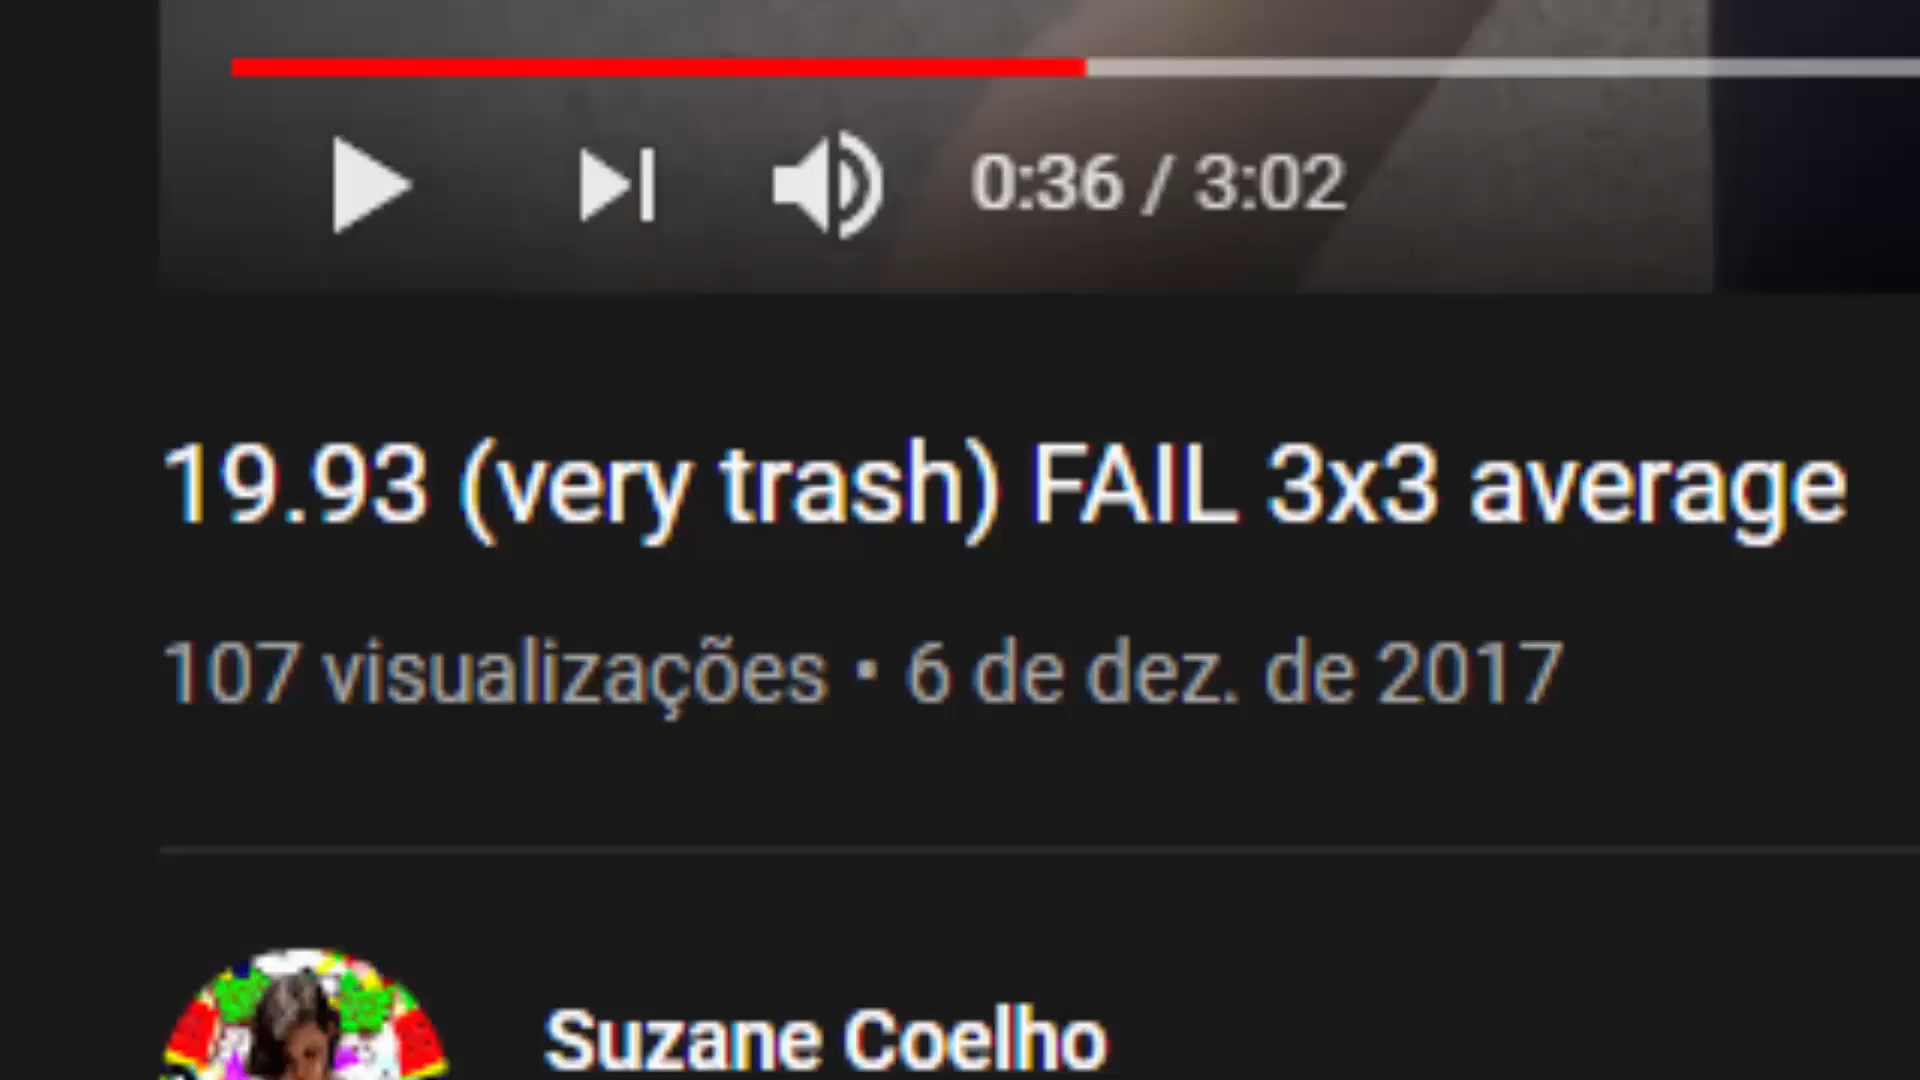 0:36 / 3:02
19.93 (very trash) FAIL 3x3 average
107 visualizações • 6 de dez. de 2017
Suzane Coelho